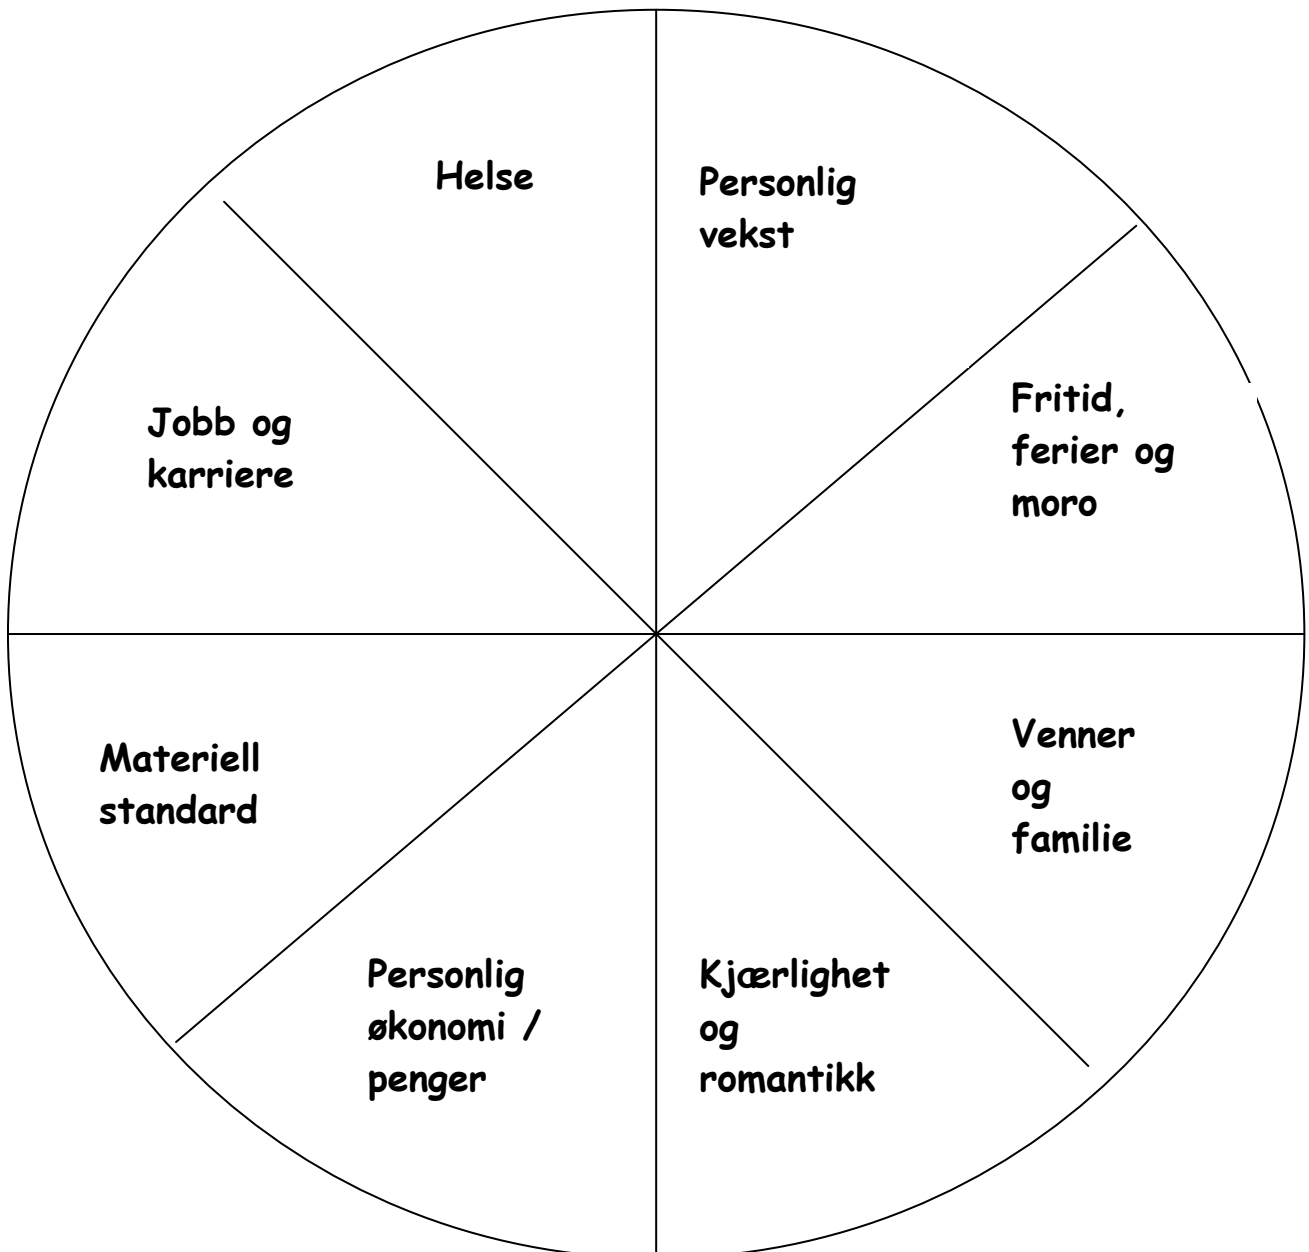 Helse
Personlig
vekst
Fritid,
ferier og
moro
Venner
og
familie
Kjærlighet
og
romantikk
Personlig
økonomi /
penger
Materiell
standard
Jobb og
karriere